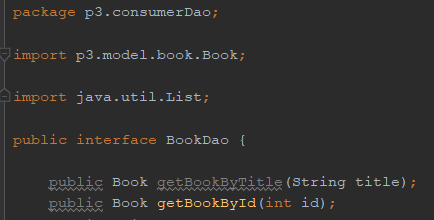 package p3.consumerDao;
import p3.model.book.Book;
import java.util.List;
public interface BookDao {
public Book getBookByTitle(String title);
public Book getBookById(int id);